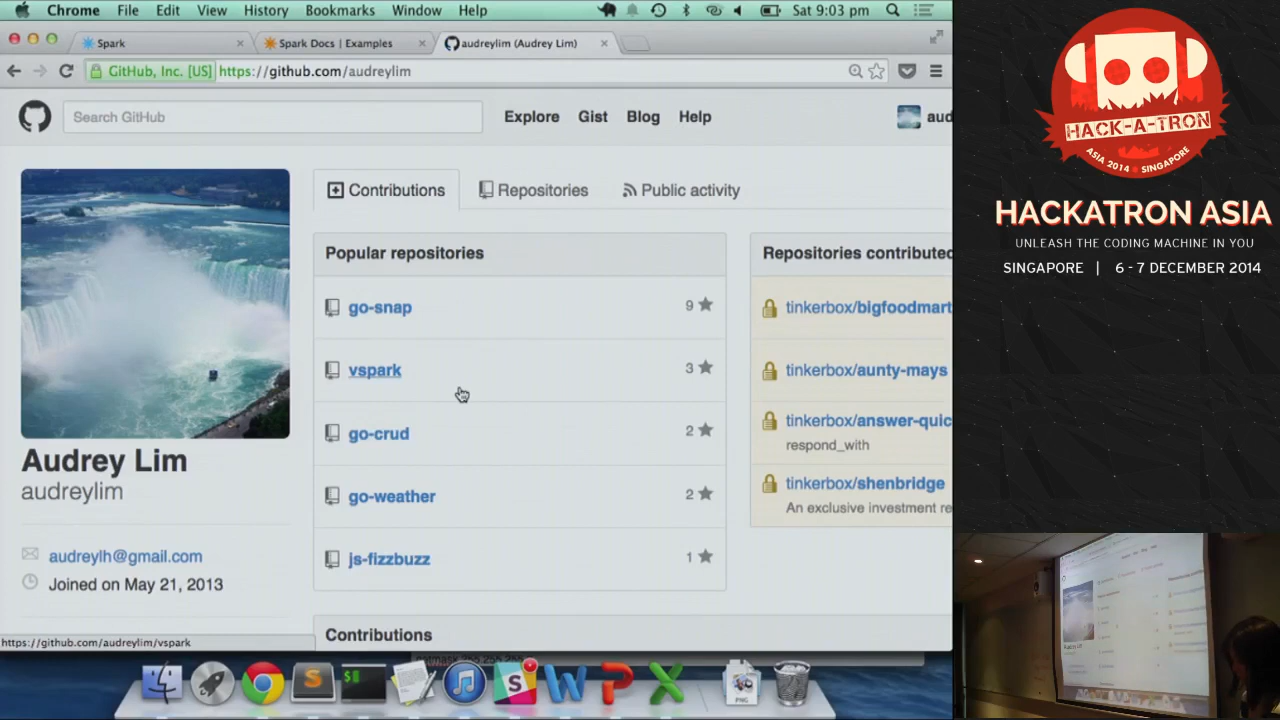 Chrome File Edit View History Bookmarks Window Help Sat 9:03 pm
Spark
Spark Docs | Examples
audreylim (Audrey Lim)
GitHub, Inc. [US] https://github.com/audreylim
Search GitHub
Explore Gist Blog Help
aud
Contributions Repositories Public activity
Popular repositories
go-snap 9
vspark 3
go-crud 2
go-weather 2
js-fizzbuzz 1
Repositories contributed
tinkerbox/bigfoodmart
tinkerbox/aunty-mays
tinkerbox/answer-quic
respond_with
tinkerbox/shenbridge
An exclusive investment re
Audrey Lim
audreylim
audreylh@gmail.com
Joined on May 21, 2013
Contributions
https://github.com/audreylim/vspark
PNG
HACK-A-TRON
ASIA 2014 SINGAPORE
HACKATRON ASIA
UNLEASH THE CODING MACHINE IN YOU
SINGAPORE | 6 - 7 DECEMBER 2014